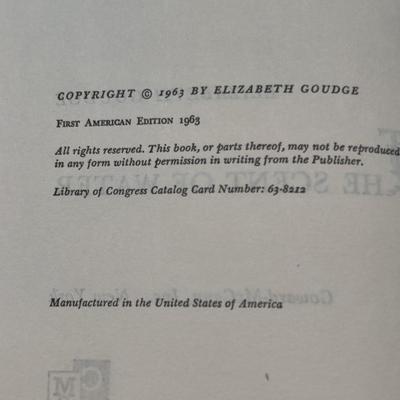 COPYRIGHT © 1963 BY ELIZABETH GOUDGE
FIRST AMERICAN EDITION 1963
All rights reserved. This book, or parts thereof, may not be reproduced
in any form without permission in writing from the Publisher.
Library of Congress Catalog Card Number: 63-8212
Manufactured in the United States of America